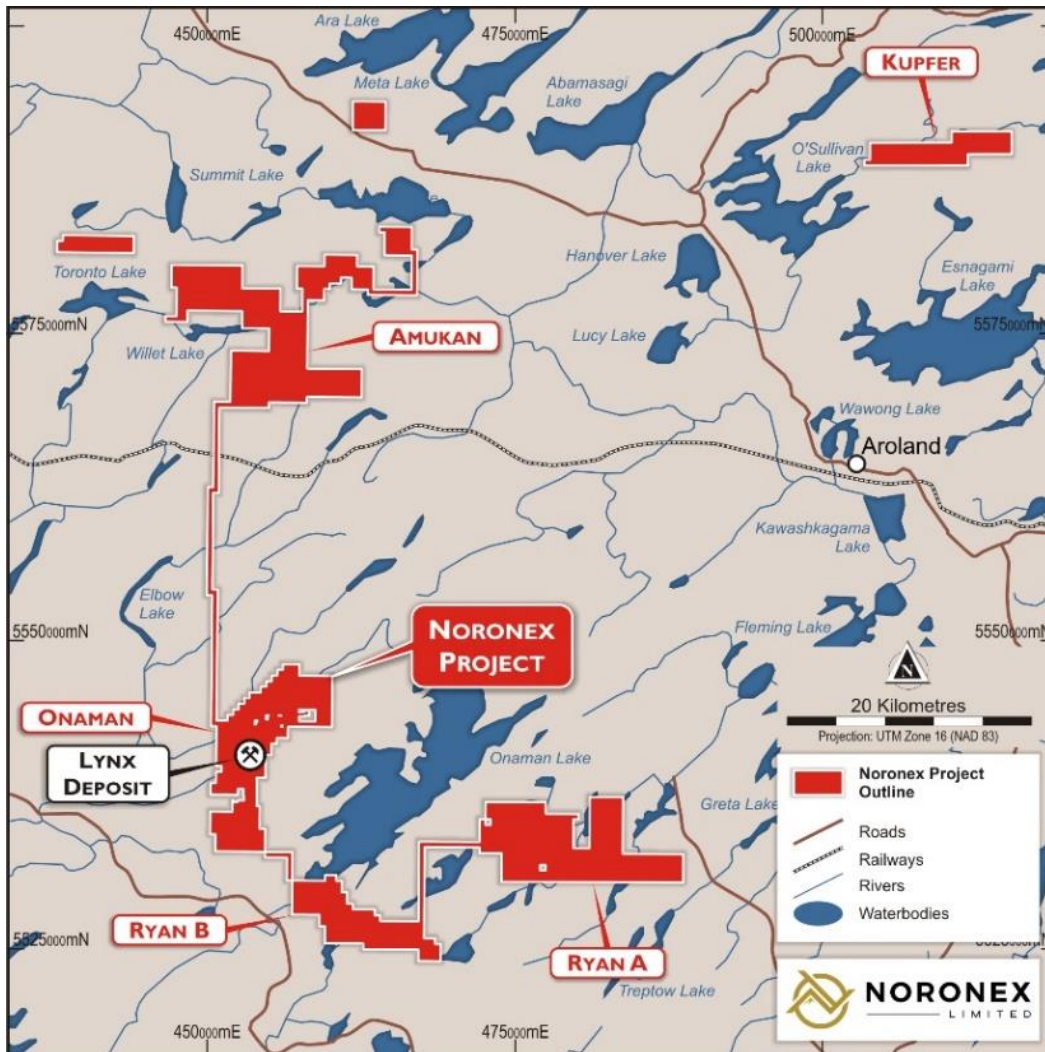 Ara Lake
450000mE
475000mE
500000mE
KUPFER
Meta Lake
Abamasagi
Lake
O'Sullivan
Lake
Summit Lake
Hanover Lake
Esnagami
Lake
Toronto Lake
5575000mN
5575000mN
AMUKAN
Lucy Lake
Willet Lake
Wawong Lake
Aroland
Kawashkagama
Lake
Elbow
Lake
5550000mN
Fleming Lake
5550000mN
NORONEX
PROJECT
N
20 Kilometres
Projection: UTM Zone 16 (NAD 83)
ONAMAN
LYNX
DEPOSIT
Onaman Lake
Greta Lake
Noronex Project
Outline
Roads
Railways
Rivers
Waterbodies
RYAN B
5525000mN
RYAN A
Treptow Lake
NORONEX
LIMITED
450000mE
475000mE